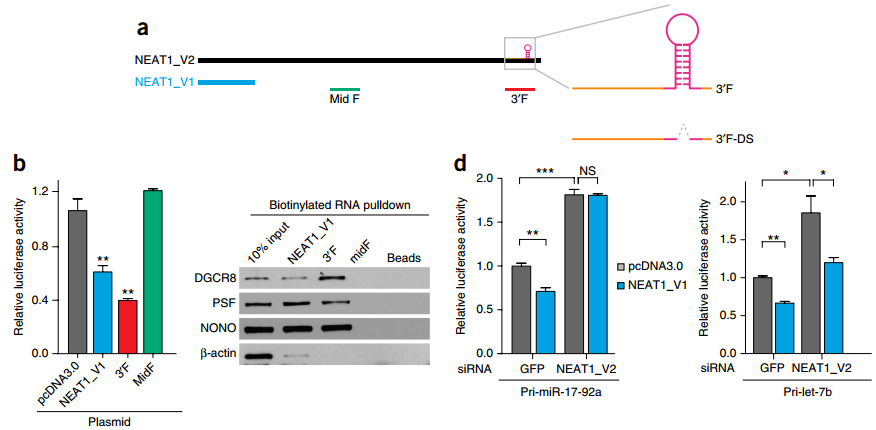 a
NEAT1_V2
NEAT1_V1
Mid F
3′F
3′F
3′F-DS
b
Relative luciferase activity
1.2
0.8
0.4
0.0
**
**
pcDNA3.0
NEAT1_V1
3′F
MidF
Plasmid
Biotinylated RNA pulldown
10% input
NEAT1_V1
3′F
midF
Beads
DGCR8
PSF
NONO
β-actin
d
Relative luciferase activity
2.0
1.5
1.0
0.5
0.0
***
NS
**
pcDNA3.0
NEAT1_V1
siRNA
GFP
NEAT1_V2
Pri-miR-17-92a
Relative luciferase activity
2.0
1.5
1.0
0.5
0.0
*
*
**
siRNA
GFP
NEAT1_V2
Pri-let-7b